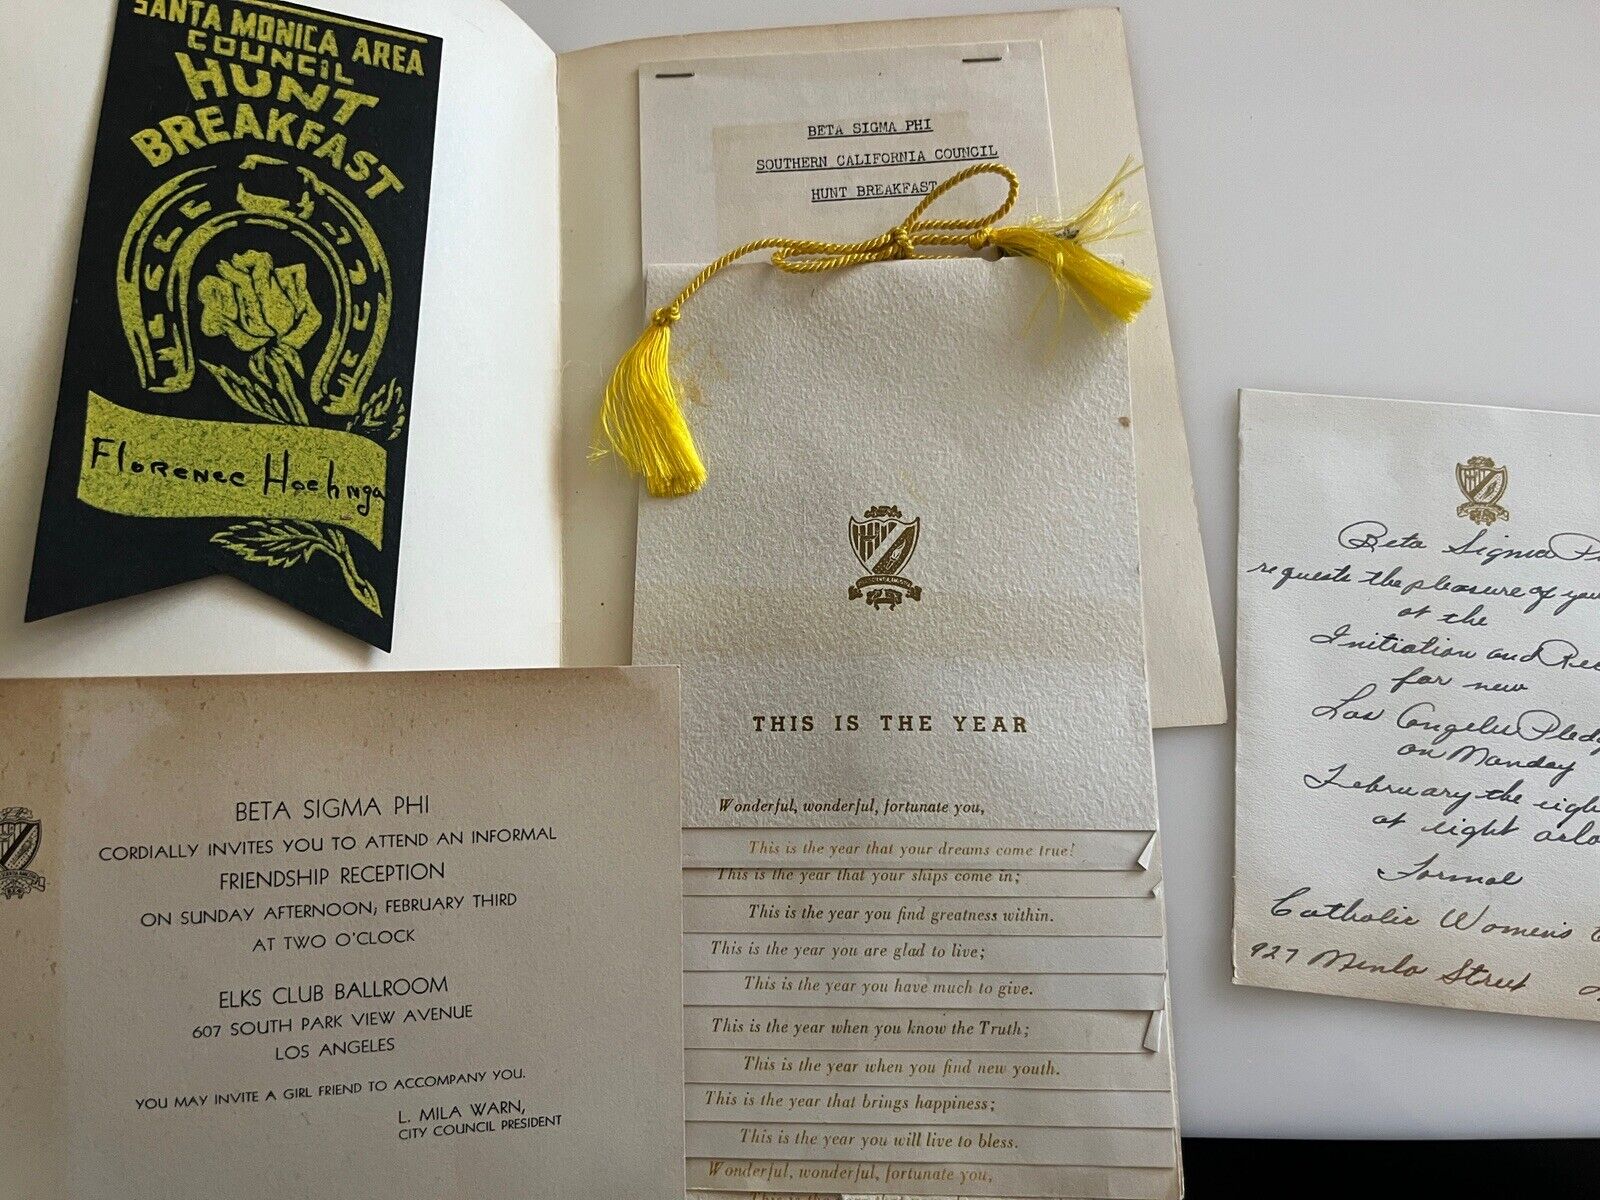 SANTA MONICA AREA
COUNCIL
HUNT
BREAKFAST
Florence Hoehnga
BETA SIGMA PHI
SOUTHERN CALIFORNIA COUNCIL
HUNT BREAKFAST
THIS IS THE YEAR
Wonderful, wonderful, fortunate you,
This is the year that your dreams come true!
This is the year that your ships come in;
This is the year you find greatness within.
This is the year you are glad to live;
This is the year you have much to give.
This is the year when you know the Truth;
This is the year when you find new youth.
This is the year that brings happiness;
This is the year you will live to bless.
Wonderful, wonderful, fortunate you,
This is the
BETA SIGMA PHI
CORDIALLY INVITES YOU TO ATTEND AN INFORMAL
FRIENDSHIP RECEPTION
ON SUNDAY AFTERNOON, FEBRUARY THIRD
AT TWO O'CLOCK
ELKS CLUB BALLROOM
607 SOUTH PARK VIEW AVENUE
LOS ANGELES
YOU MAY INVITE A GIRL FRIEND TO ACCOMPANY YOU.
L. MILA WARN,
CITY COUNCIL PRESIDENT
Beta Sigma
requests the pleasure of
at the
Initiation and
for new
Los Angeles
on Monday
February the
at eight
Formal
Catholic Women's
927 Menlo Street